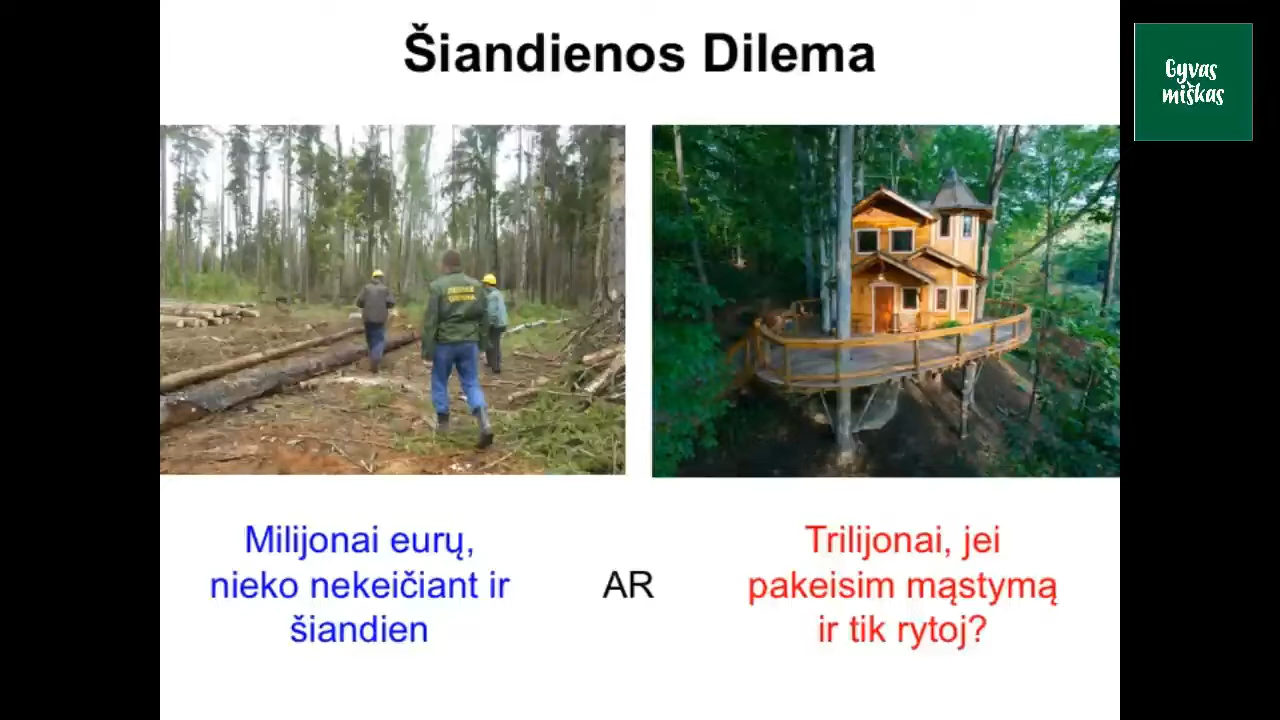 Šiandienos Dilema
Gyvas
miškas
Milijonai eurų,
nieko nekeičiant ir
šiandien
AR
Trilijonai, jei
pakeisim mąstymą
ir tik rytoj?